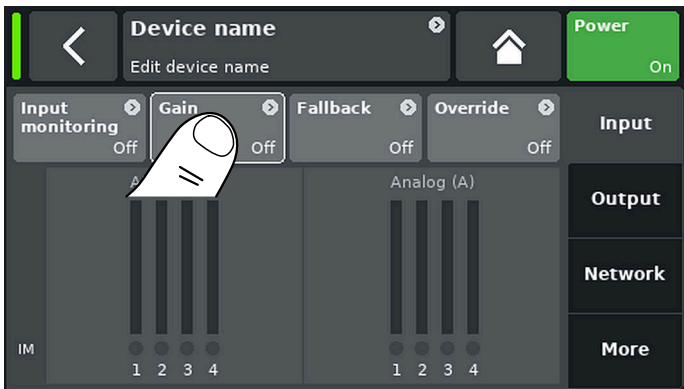 Device name
Edit device name
Power
On
Input monitoring
Off
Gain
Off
Fallback
Off
Override
Off
Input
Analog (A)
Output
Network
IM
1 2 3 4
1 2 3 4
More